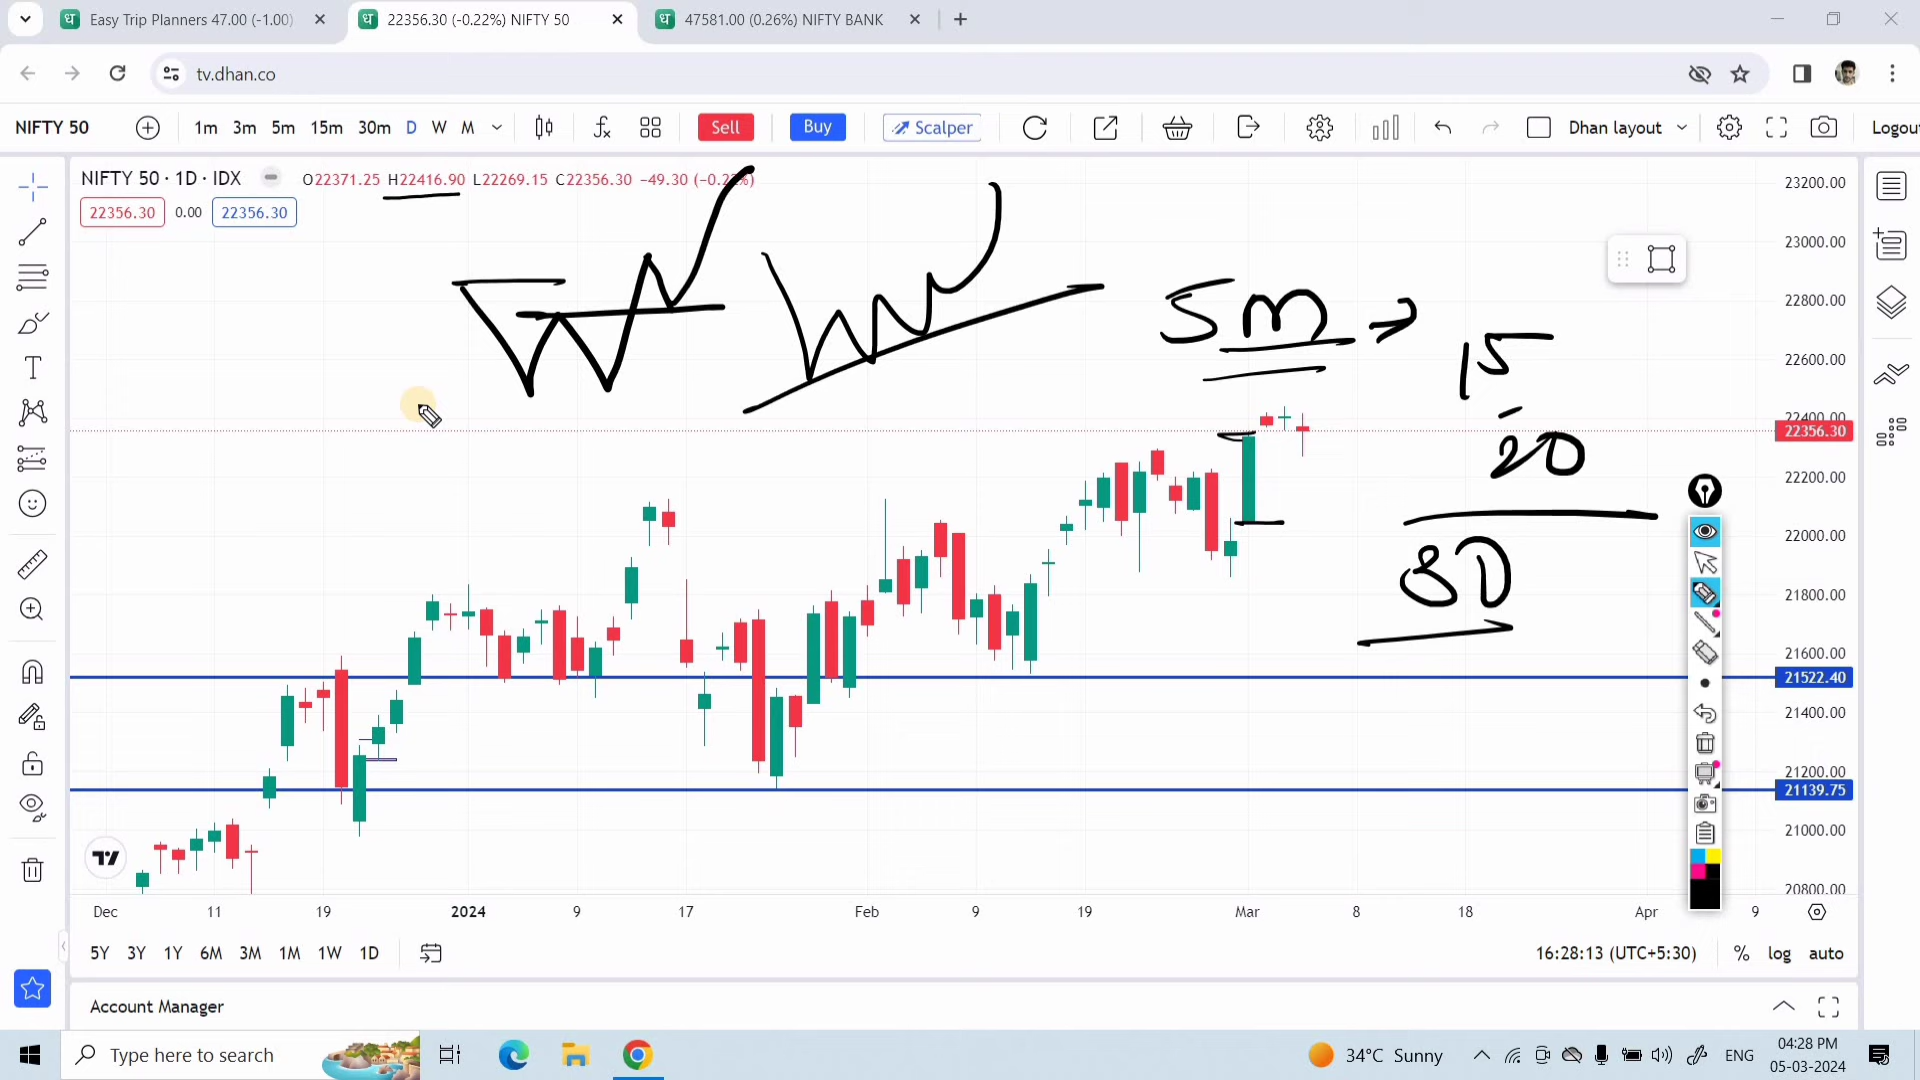 Easy Trip Planners 47.00 (-1.00)
22356.30 (-0.22%) NIFTY 50
47581.00 (0.26%) NIFTY BANK
tv.dhan.co
NIFTY 50 1m 3m 5m 15m 30m D W M Sell Buy Scalper Dhan layout Logou
NIFTY 50 · 1D · IDX O22371.25 H22416.90 L22269.15 C22356.30 −49.30 (−0.22%)
22356.30 0.00 22356.30
5m →
15
20
23200.00
23000.00
22800.00
22600.00
22400.00
22356.30
22200.00
22000.00
21800.00
21600.00
21522.40
21400.00
21200.00
21139.75
21000.00
20800.00
Dec 11 19 2024 9 17 Feb 9 19 Mar 8 18 Apr 9
5Y 3Y 1Y 6M 3M 1M 1W 1D
16:28:13 (UTC+5:30) % log auto
Account Manager
Type here to search
34°C Sunny
ENG
04:28 PM
05-03-2024